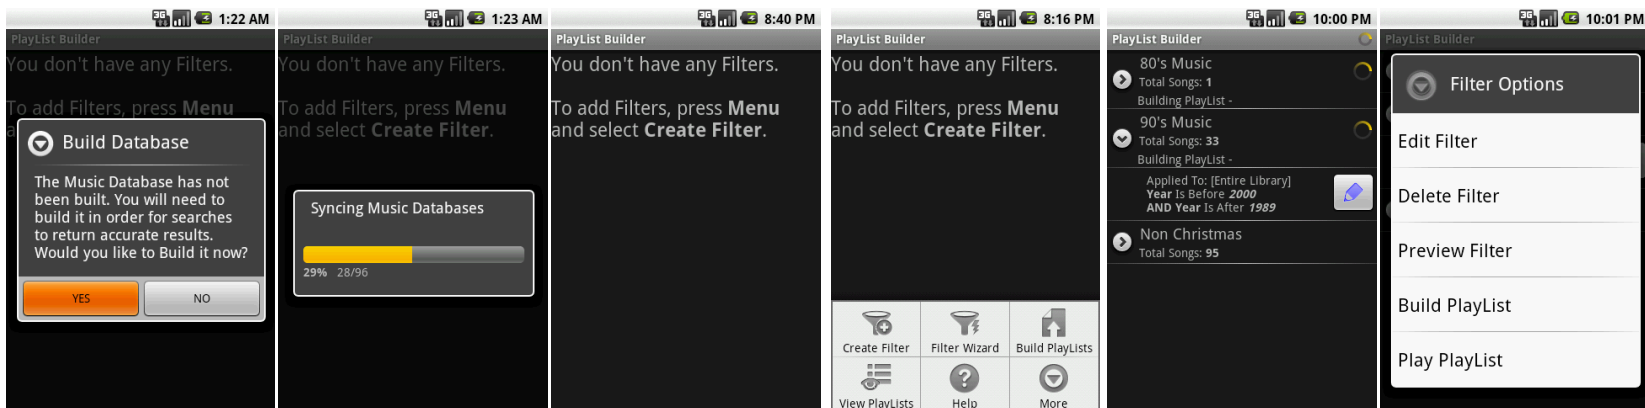 1:22 AM
PlayList Builder
You don't have any Filters.
To add Filters, press Menu
a
Build Database
The Music Database has not
been built. You will need to
build it in order for searches
to return accurate results.
Would you like to Build it now?
YES
NO
1:23 AM
PlayList Builder
You don't have any Filters.
To add Filters, press Menu
and select Create Filter.
Syncing Music Databases
29% 28/96
8:40 PM
PlayList Builder
You don't have any Filters.
To add Filters, press Menu
and select Create Filter.
8:16 PM
PlayList Builder
You don't have any Filters.
To add Filters, press Menu
and select Create Filter.
Create Filter
Filter Wizard
Build PlayLists
View PlayLists
Help
More
10:00 PM
PlayList Builder
80's Music
Total Songs: 1
Building PlayList -
90's Music
Total Songs: 33
Building PlayList -
Applied To: [Entire Library]
Year Is Before 2000
AND Year Is After 1989
Non Christmas
Total Songs: 95
10:01 PM
PlayList Builder
Filter Options
Edit Filter
Delete Filter
Preview Filter
Build PlayList
Play PlayList